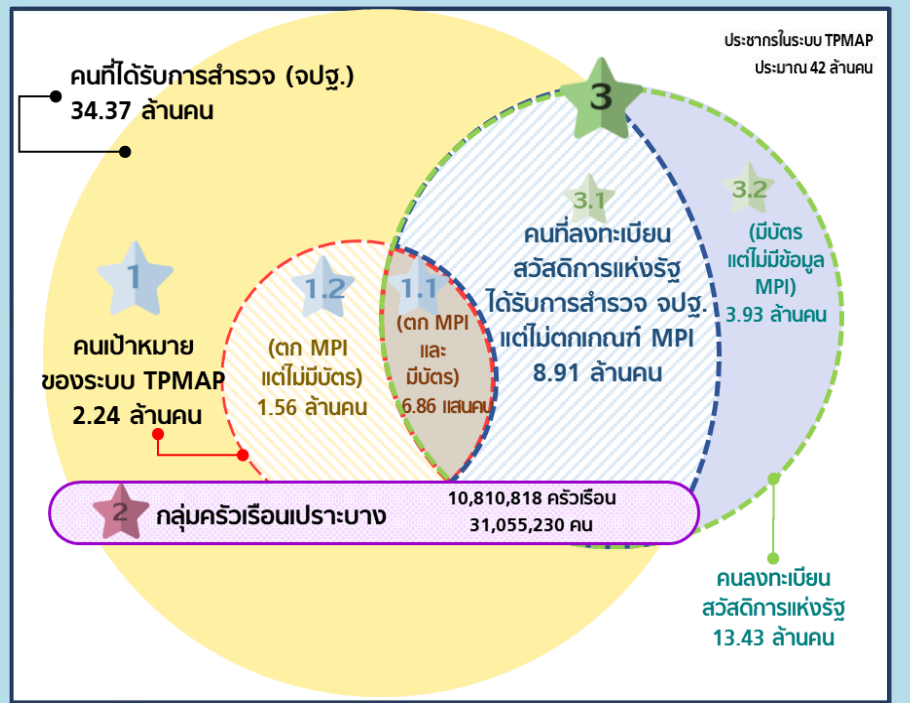 ประชากรในระบบ TPMAP
ประมาณ 42 ล้านคน
คนที่ได้รับการสำรวจ (จปฐ.)
34.37 ล้านคน
3
3.1
คนที่ลงทะเบียน
สวัสดิการแห่งรัฐ
ได้รับการสำรวจ จปฐ.
แต่ไม่ตกเกณฑ์ MPI
8.91 ล้านคน
3.2
(มีบัตร
แต่ไม่มีข้อมูล
MPI)
3.93 ล้านคน
1
คนเป้าหมาย
ของระบบ TPMAP
2.24 ล้านคน
1.2
(ตก MPI
แต่ไม่มีบัตร)
1.56 ล้านคน
1.1
(ตก MPI
และ
มีบัตร)
6.86 แสนคน
2
กลุ่มครัวเรือนเปราะบาง
10,810,818 ครัวเรือน
31,055,230 คน
คนลงทะเบียน
สวัสดิการแห่งรัฐ
13.43 ล้านคน